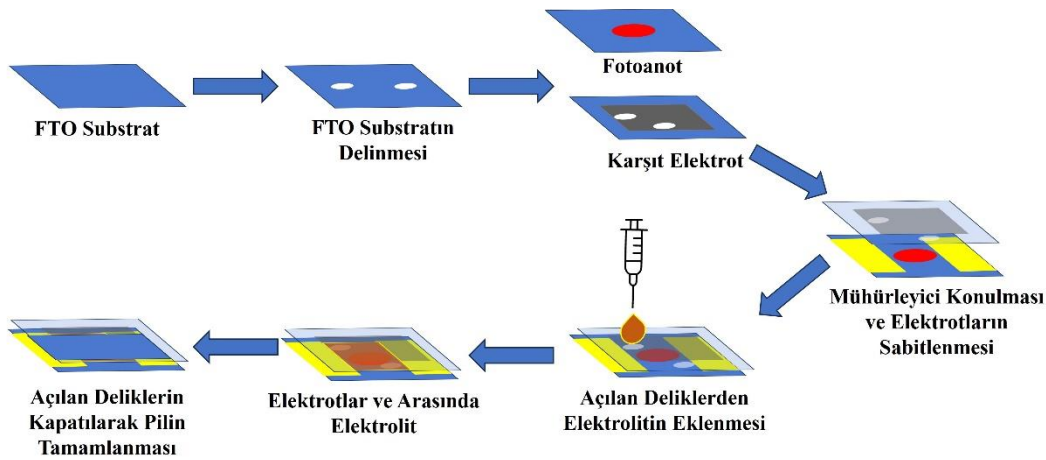 FTO Substrat
FTO Substratın
Delinmesi
Fotoanot
Karşıt Elektrot
Mühürleyici Konulması
ve Elektrotların
Sabitlenmesi
Açılan Deliklerden
Elektrolitin Eklenmesi
Elektrotlar ve Arasında
Elektrolit
Açılan Deliklerin
Kapatılarak Pilin
Tamamlanması